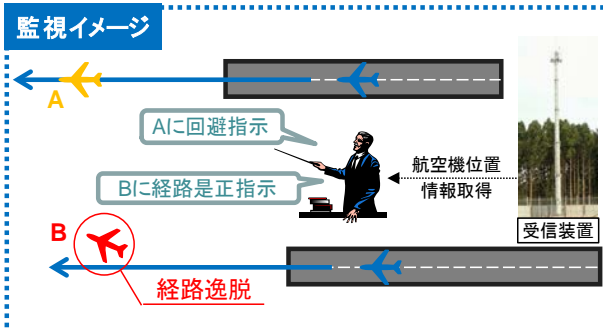 監視イメージ
A
Aに回避指示
Bに経路是正指示
航空機位置
情報取得
受信装置
B
経路逸脱